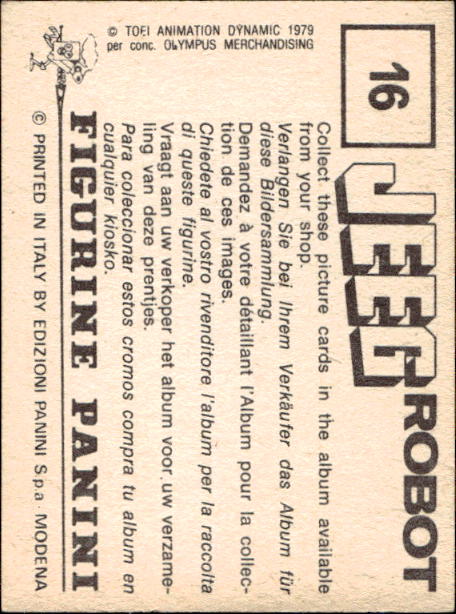 16
JEEG
ROBOT
Collect these picture cards in the album available
from your shop.
Verlangen Sie bei Ihrem Verkäufer das Album für
diese Bildersammlung.
Demandez à votre détaillant l'Album pour la collec-
tion de ces images.
Chiedete al vostro rivenditore l'album per la raccolta
di queste figurine.
Vraagt aan uw verkoper het album voor uw verzame-
ling van deze prentjes.
Para coleccionar estos cromos compra tu album en
cualquier kiosko.
FIGURINE PANINI
© PRINTED IN ITALY BY EDIZIONI PANINI S.p.a - MODENA
© TOEI ANIMATION DYNAMIC 1979
per conc. OLYMPUS MERCHANDISING